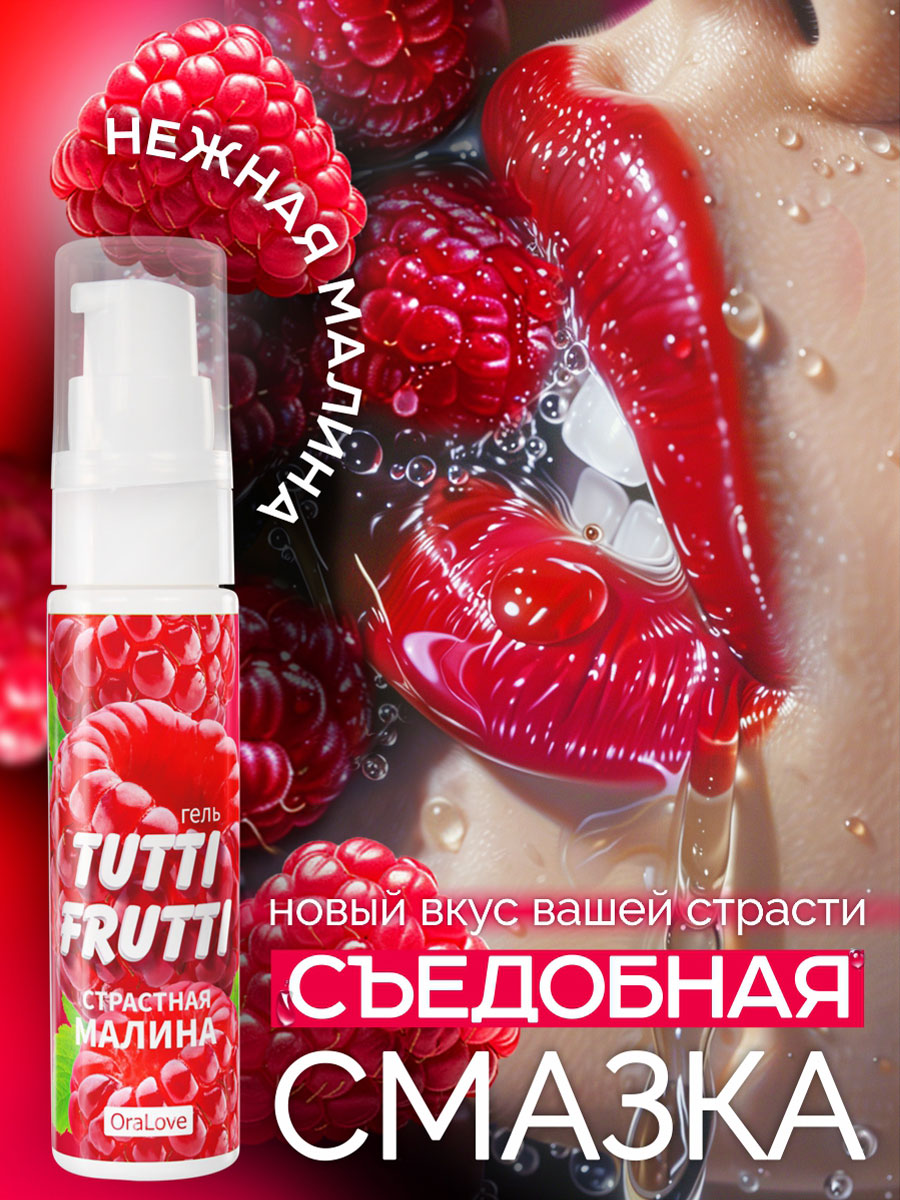 НЕЖНАЯ МАЛИНА
гель
TUTTI
FRUTTI
СТРАСТНАЯ
МАЛИНА
OraLove
новый вкус вашей страсти
СЪЕДОБНАЯ
СМАЗКА